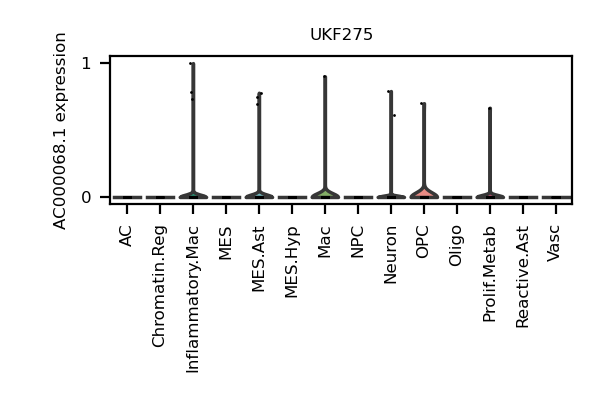 UKF275
AC000068.1 expression
1
0
AC
Chromatin.Reg
Inflammatory.Mac
MES
MES.Ast
MES.Hyp
Mac
NPC
Neuron
OPC
Oligo
Prolif.Metab
Reactive.Ast
Vasc